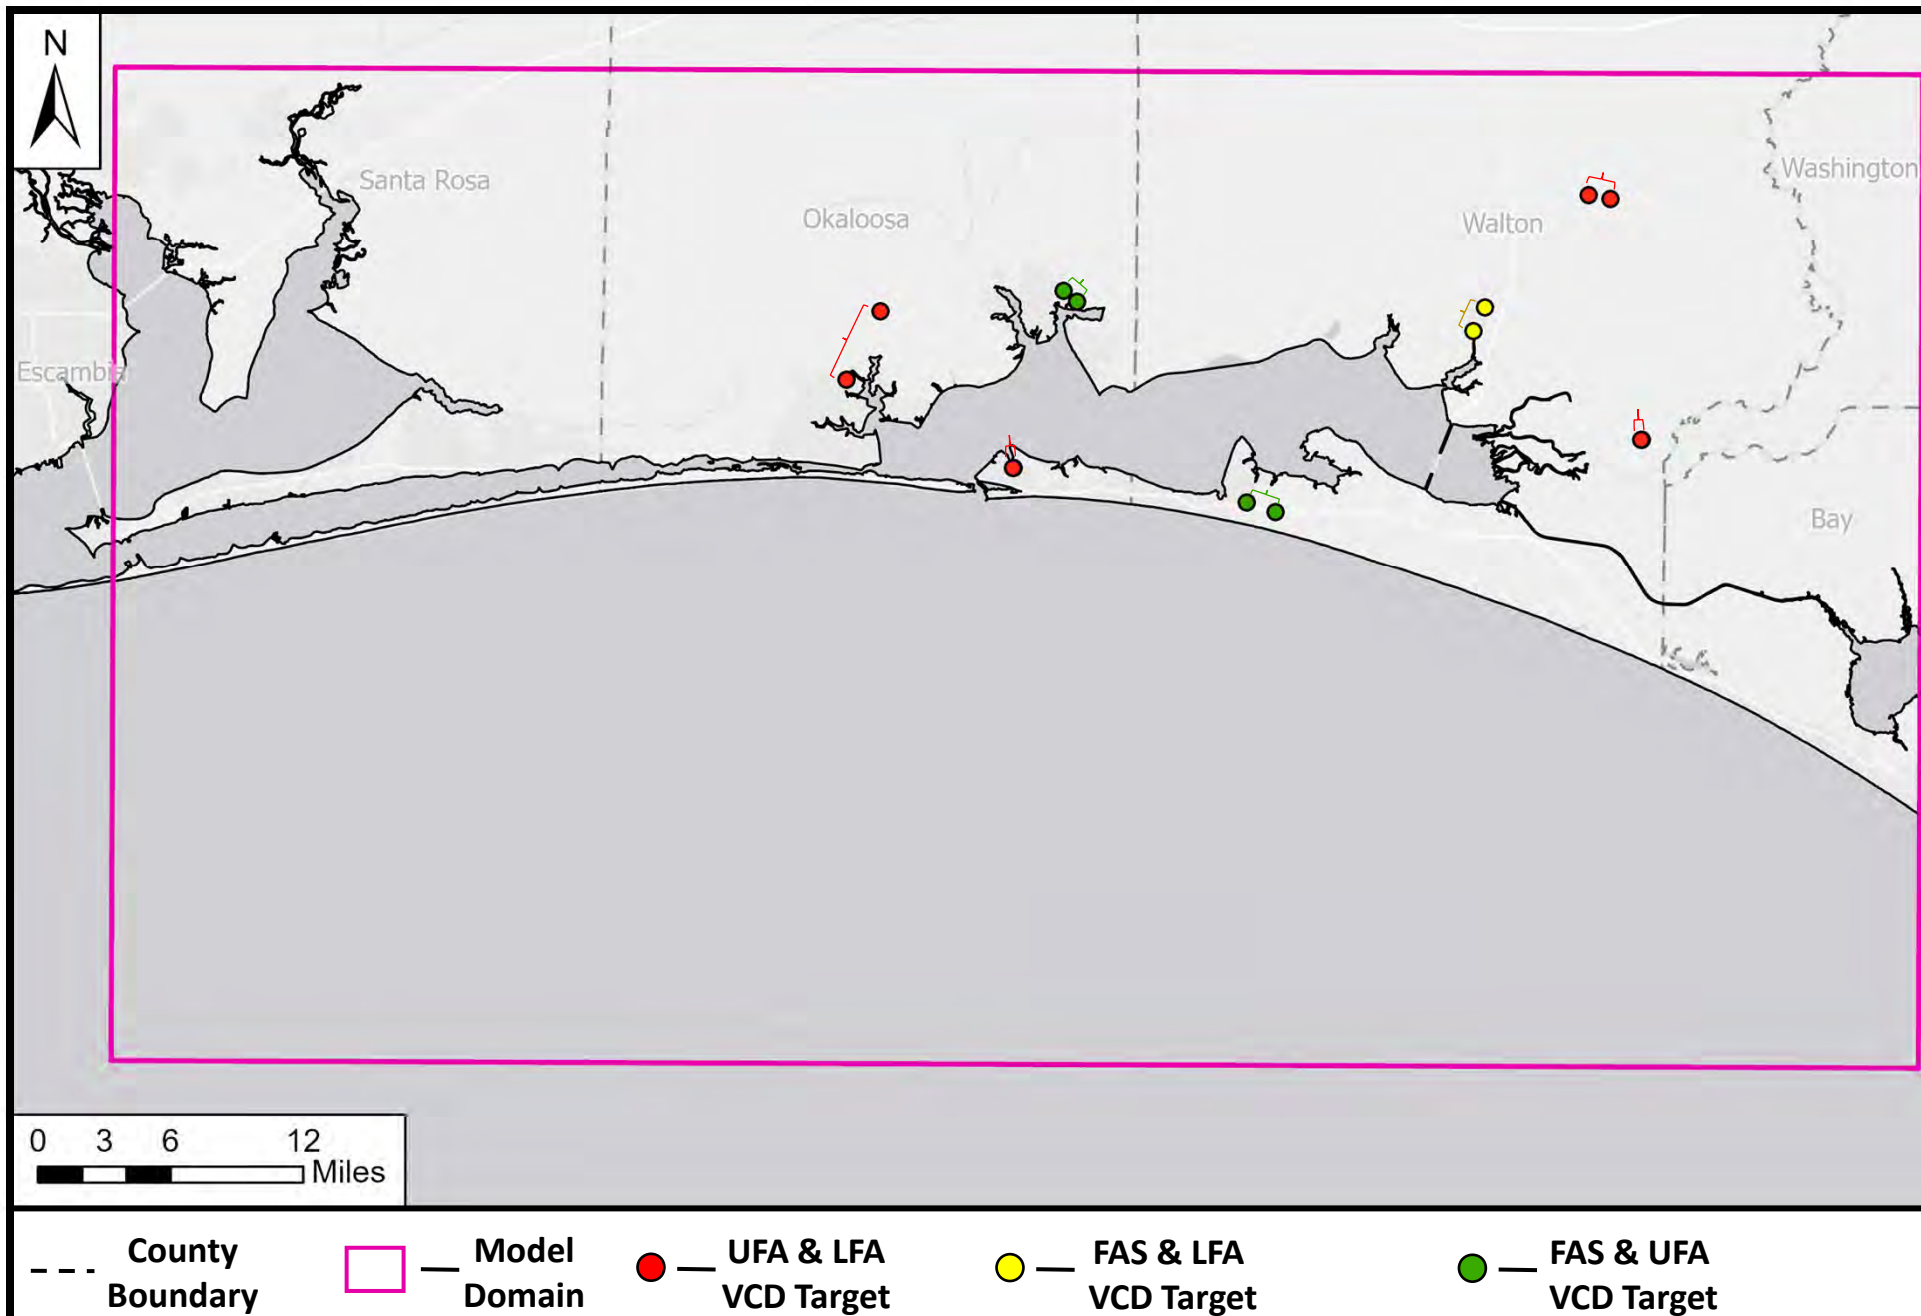 N
Santa Rosa
Okaloosa
Walton
Washington
Escambia
Bay
0 3 6 12
Miles
County
Boundary
Model
Domain
UFA & LFA
VCD Target
FAS & LFA
VCD Target
FAS & UFA
VCD Target